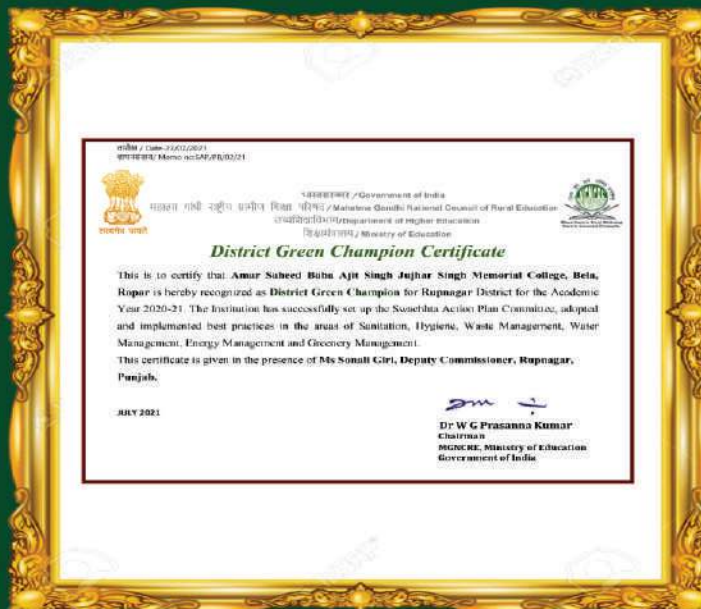 / Date-23/07/2021
/ Memo no:SAP/PB/02/21
/Government of India
महात्मा गांधी राष्ट्रीय ग्रामीण शिक्षा परिषद / Mahatma Gandhi National Council of Rural Education
/Department of Higher Education
/ Ministry of Education
सत्यमेव जयते
District Green Champion Certificate
This is to certify that Amar Saheed Baba Ajit Singh Jujhar Singh Memorial College, Bela,
Ropar is hereby recognized as District Green Champion for Rupnagar District for the Academic
Year 2020-21. The Institution has successfully set up the Swachhta Action Plan Committee, adopted
and implemented best practices in the areas of Sanitation, Hygiene, Waste Management, Water
Management, Energy Management and Greenery Management.
This certificate is given in the presence of Ms Sonali Giri, Deputy Commissioner, Rupnagar,
Punjab.
JULY 2021
Dr W G Prasanna Kumar
Chairman
MGNCRE, Ministry of Education
Government of India